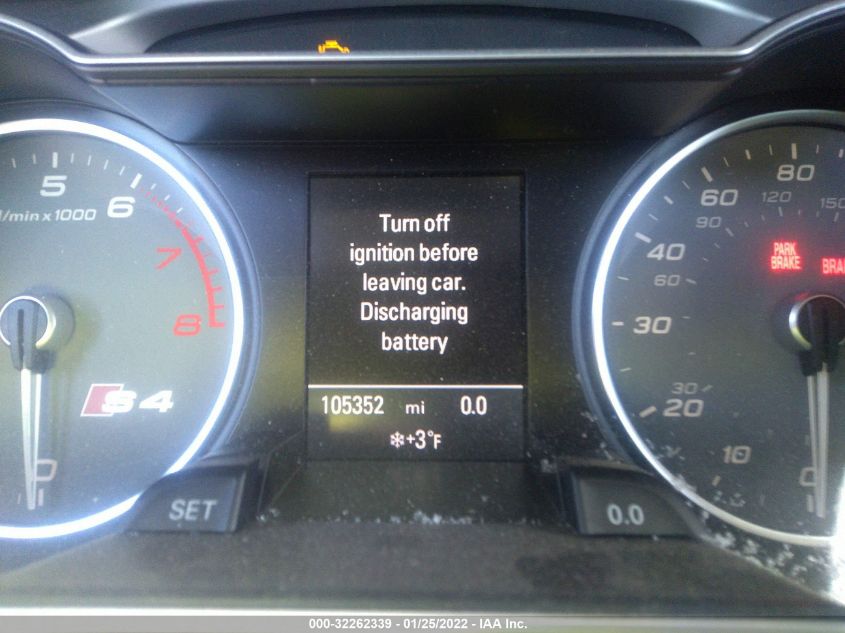 5
6
1/min x 1000
7
8
S4
0
SET
Turn off
ignition before
leaving car.
Discharging
battery
105352 mi 0.0
+3°F
80
60
120
150
90
40
PARK
BRAKE
60
30
30
20
10
0
0.0
000-32262339 - 01/25/2022 - IAA Inc.